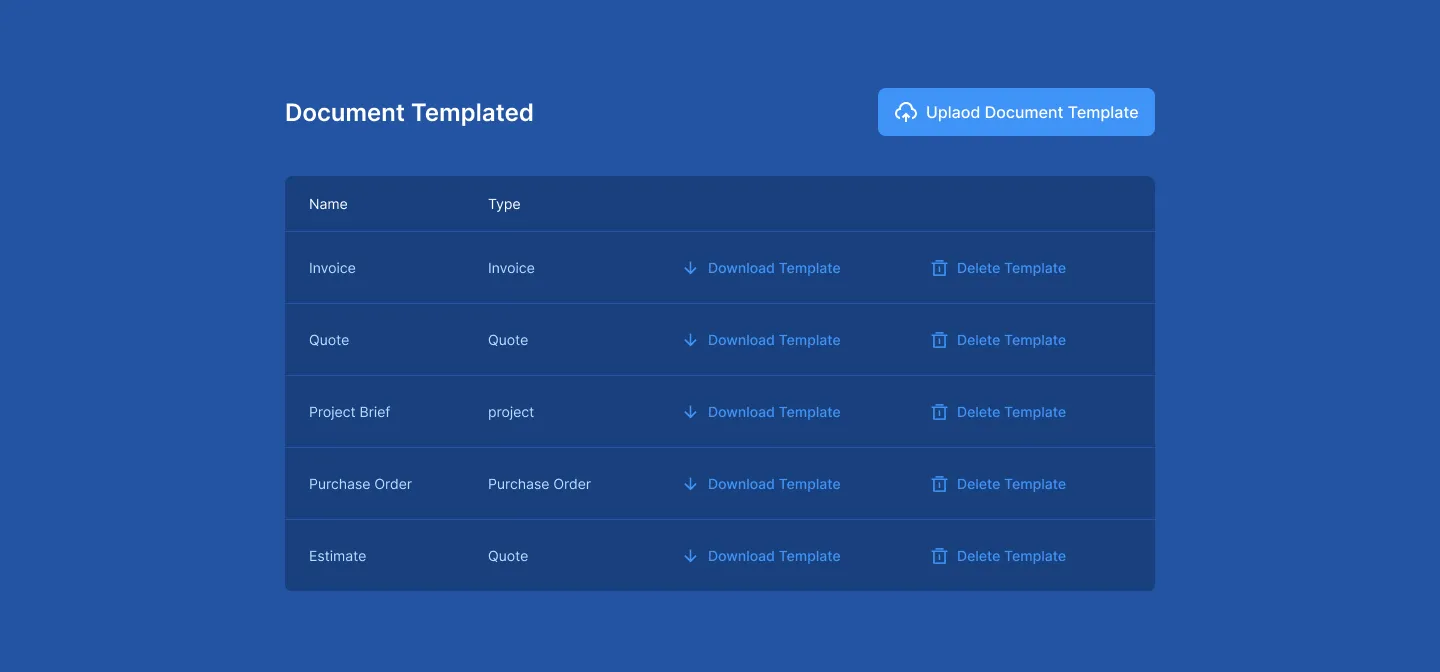 Document Templated
Uplaod Document Template
Name Type
Invoice Invoice Download Template Delete Template
Quote Quote Download Template Delete Template
Project Brief project Download Template Delete Template
Purchase Order Purchase Order Download Template Delete Template
Estimate Quote Download Template Delete Template